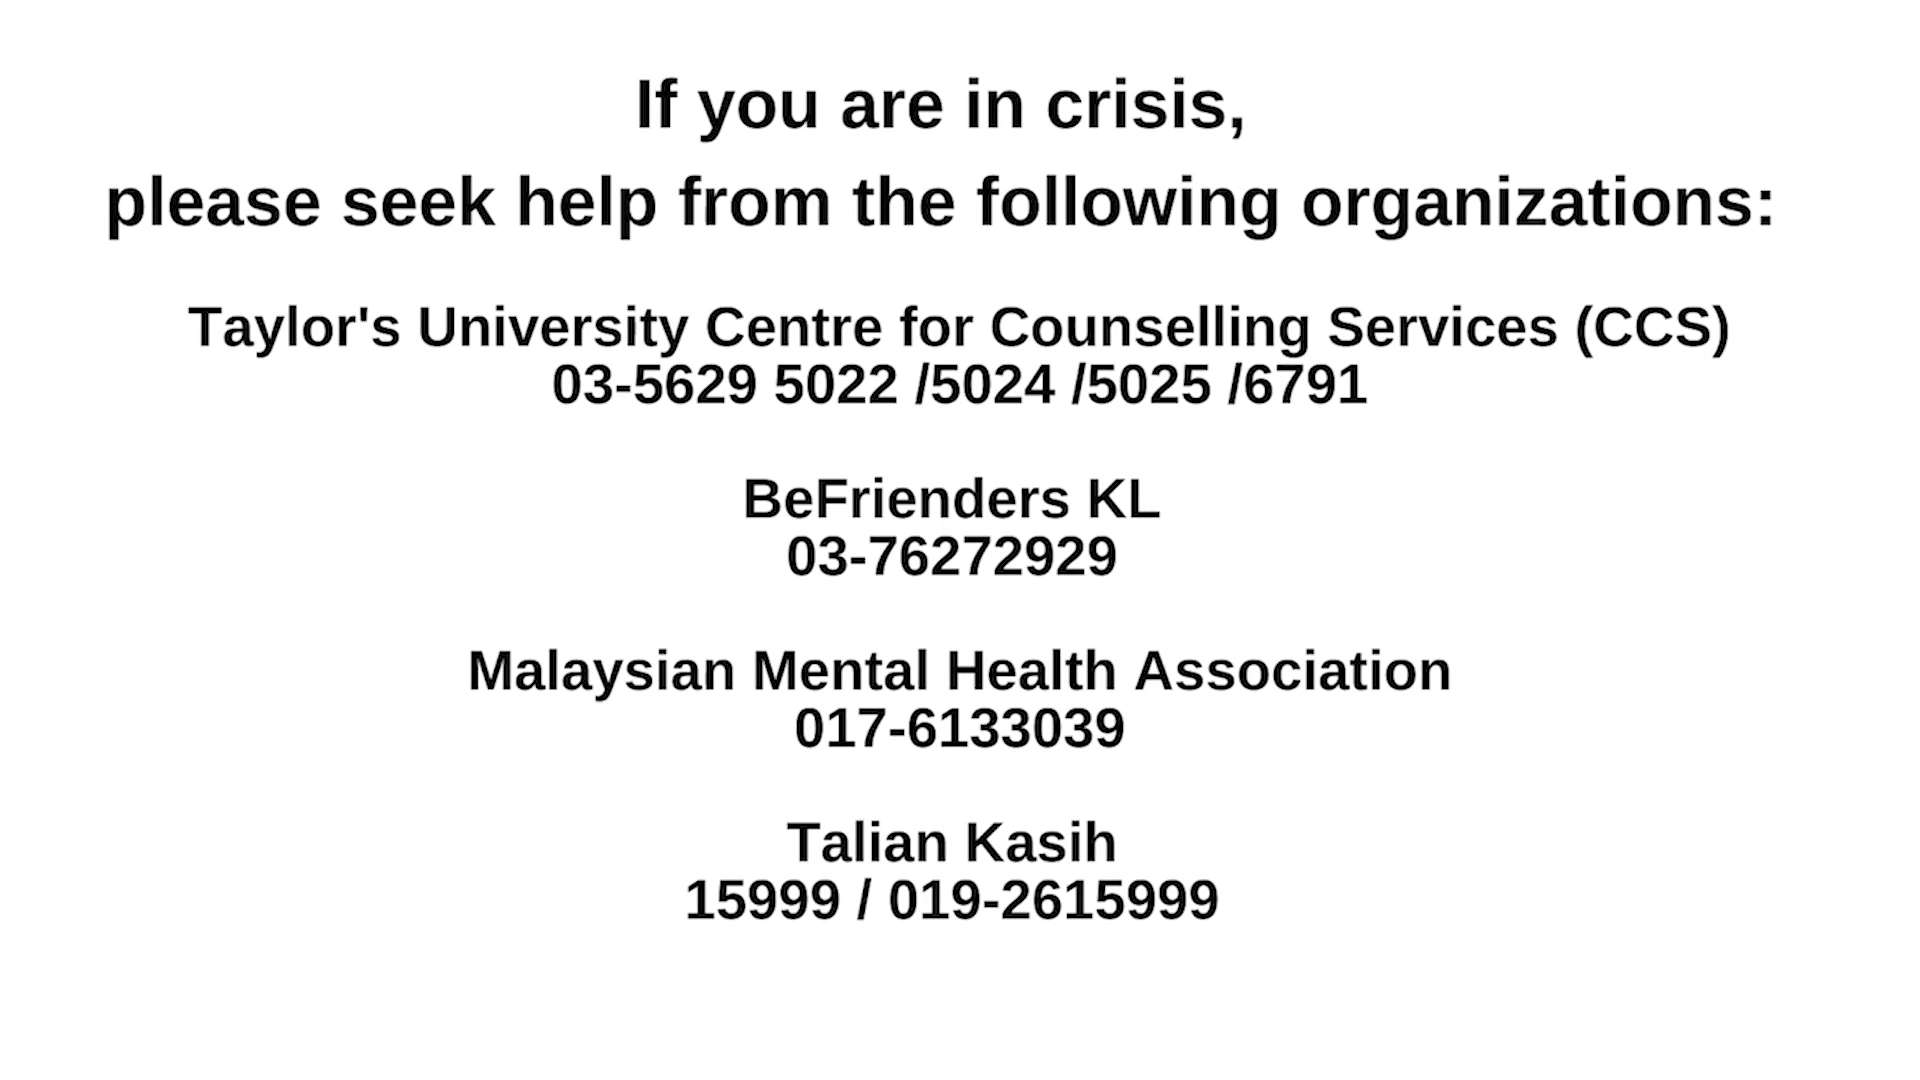 If you are in crisis,
please seek help from the following organizations:
Taylor's University Centre for Counselling Services (CCS)
03-5629 5022 /5024 /5025 /6791
BeFrienders KL
03-76272929
Malaysian Mental Health Association
017-6133039
Talian Kasih
15999 / 019-2615999